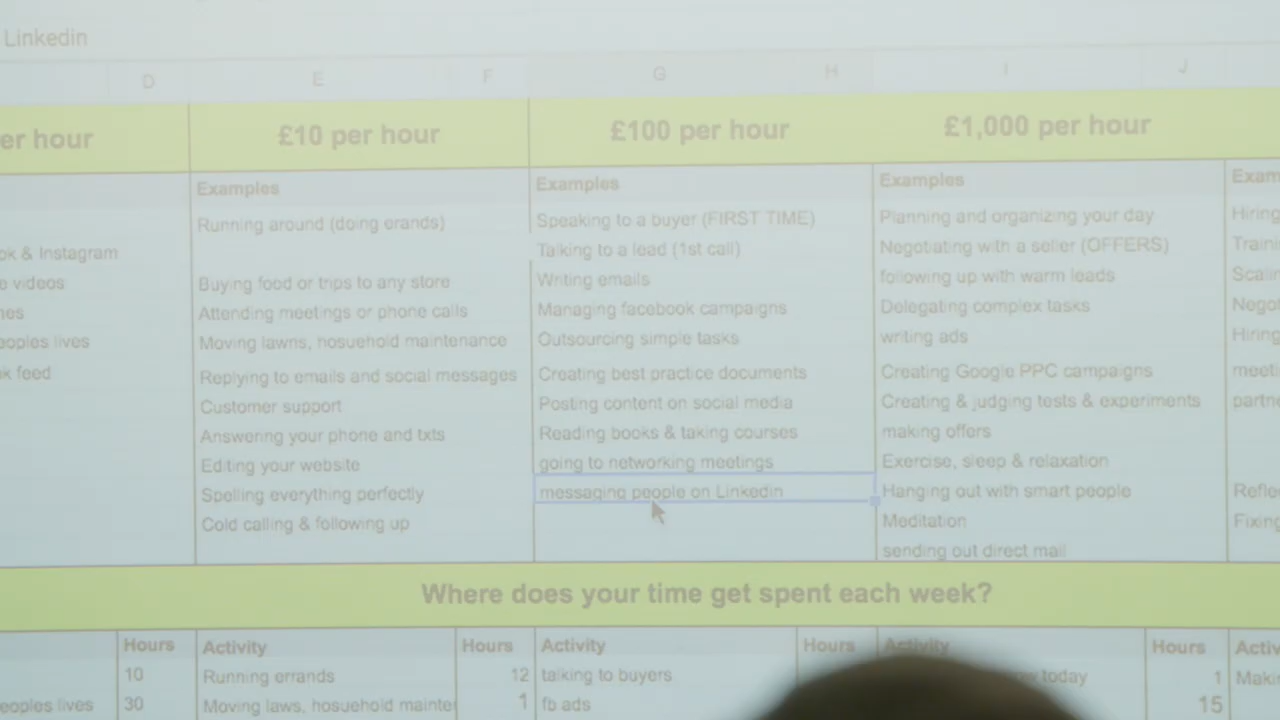 Linkedin
D E F G H I J
er hour £10 per hour £100 per hour £1,000 per hour
Examples Examples Examples Exam
Running around (doing erands) Speaking to a buyer (FIRST TIME) Planning and organizing your day Hiring
ok & Instagram Talking to a lead (1st call) Negotiating with a seller (OFFERS) Traini
e videos Buying food or trips to any store Writing emails following up with warm leads Scalin
nes Attending meetings or phone calls Managing facebook campaigns Delegating complex tasks Nego
eoples lives Moving lawns, nosuehold maintenance Outsourcing simple tasks writing ads Hiring
k feed Replying to emails and social messages Creating best practice documents Creating Google PPC campaigns meeti
Customer support Posting content on social media Creating & judging tests & experiments partne
Answering your phone and txts Reading books & taking courses making offers
Editing your website going to networking meetings Exercise, sleep & relaxation
Spelling everything perfectly messaging people on Linkedin Hanging out with smart people Refle
Cold calling & following up Meditation Fixing
sending out direct mail
Where does your time get spent each week?
Hours Activity Hours Activity Hours Activity Hours Activ
10 Running errands 12 talking to buyers today 1 Makin
eoples lives 30 Moving laws, hosuehold mainte 1 fb ads 15